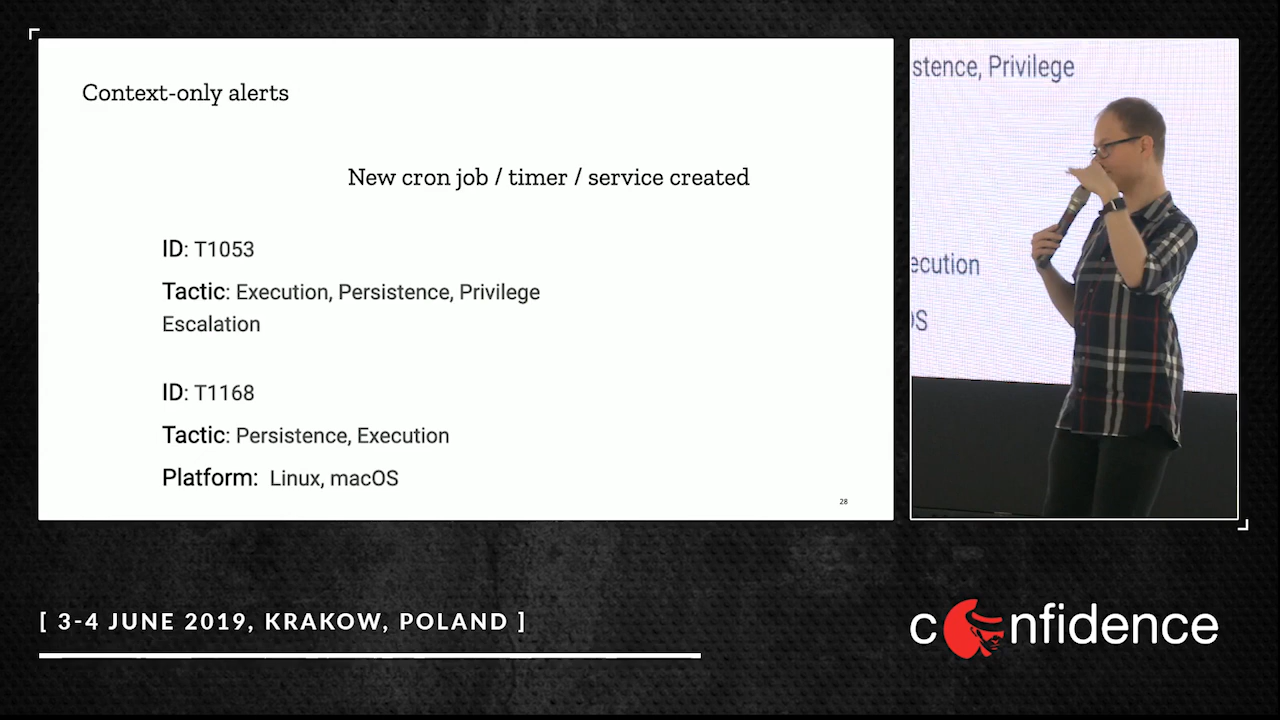 Context-only alerts
New cron job / timer / service created
ID: T1053
Tactic: Execution, Persistence, Privilege
Escalation
ID: T1168
Tactic: Persistence, Execution
Platform: Linux, macOS
28
stence, Privilege
ecution
OS
[ 3-4 JUNE 2019, KRAKOW, POLAND ]
confidence